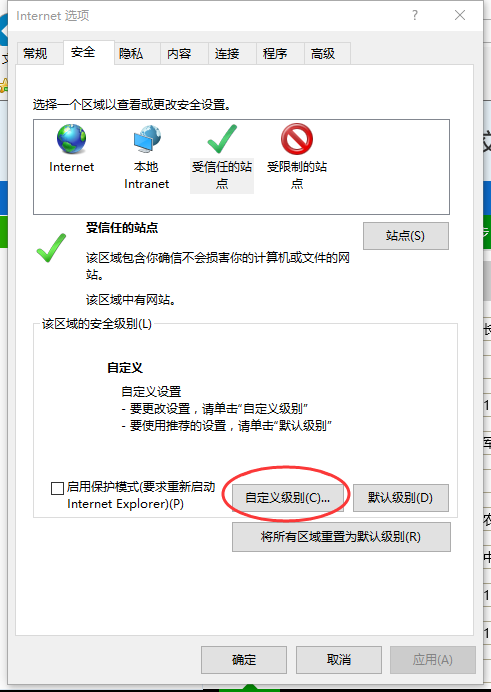 Internet 选项
?
常规 安全 隐私 内容 连接 程序 高级
选择一个区域以查看或更改安全设置。
Internet
本地
Intranet
受信任的站
点
受限制的站
点
受信任的站点
站点(S)
该区域包含你确信不会损害你的计算机或文件的网
站。
该区域中有网站。
该区域的安全级别(L)
自定义
自定义设置
- 要更改设置，请单击“自定义级别”
- 要使用推荐的设置，请单击“默认级别”
启用保护模式(要求重新启动
Internet Explorer)(P)
自定义级别(C)...
默认级别(D)
将所有区域重置为默认级别(R)
确定 取消 应用(A)